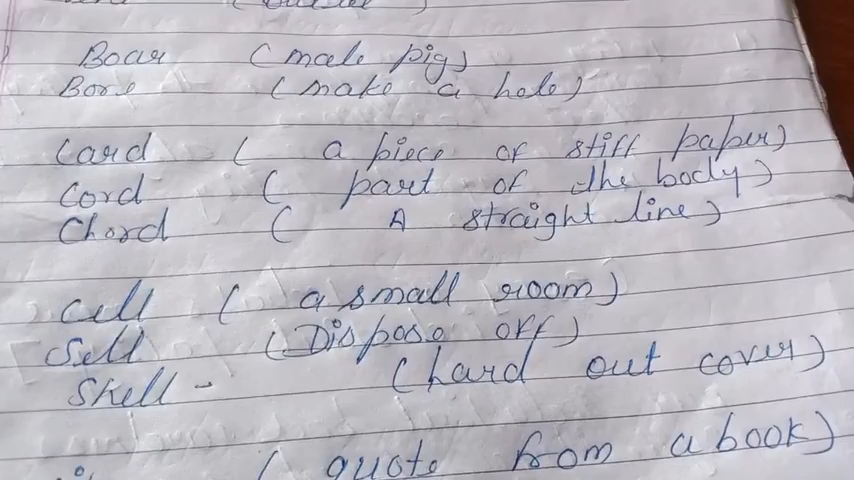 Boar (male pig)
Bore (make a hole)
Card ( a piece of stiff paper)
Cord ( part of the body)
Chord ( A straight line)
Cell ( a small room)
Sell (Dispose off)
Shell - (hard out cover)
( quote from a book)